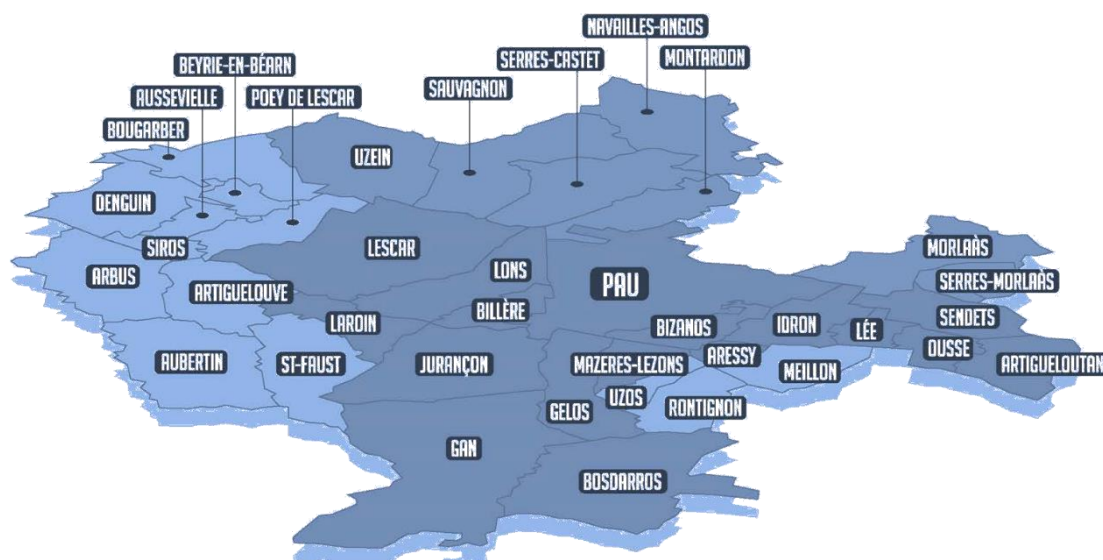 NAVAILLES-ANGOS
SERRES-CASTET
MONTARDON
BEYRIE-EN-BÉARN
SAUVAGNON
AUSSEVIELLE
POEY DE LESCAR
BOUGARBER
UZEIN
DENGUIN
SIROS
LESCAR
MORLAÀS
ARBUS
LONS
SERRES-MORLAÀS
ARTIGUELOUVE
PAU
BILLÈRE
SENDETS
LAROIN
BIZANOS
IDRON
LÉE
OUSSE
AUBERTIN
ST-FAUST
JURANÇON
MAZERES-LEZONS
ARESSY
MEILLON
ARTIGUELOUTAN
UZOS
GELOS
RONTIGNON
GAN
BOSDARROS